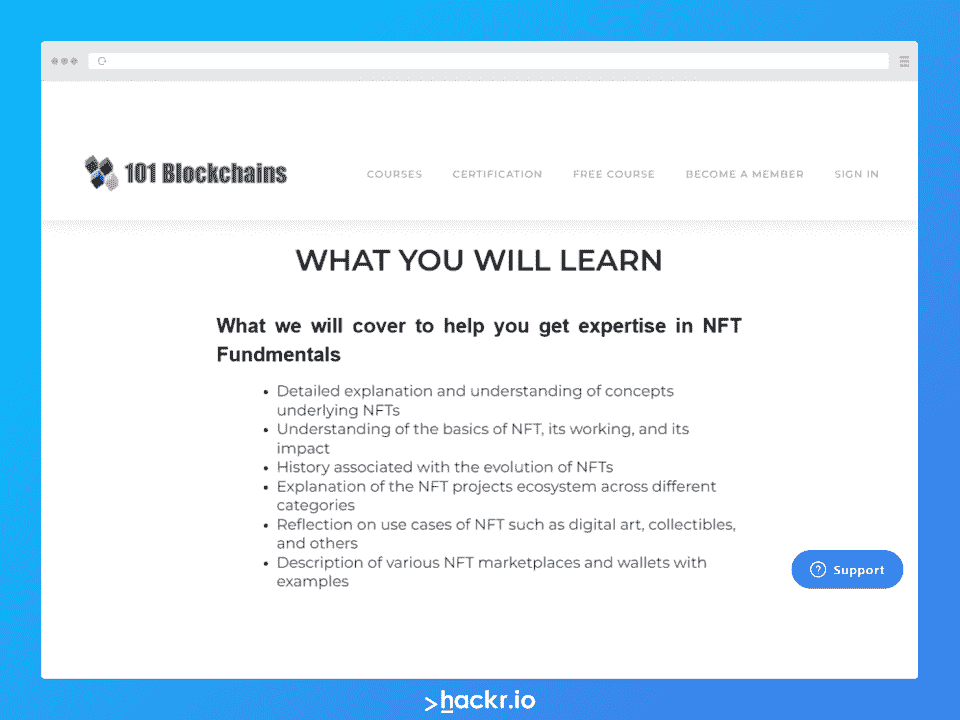 101 Blockchains
COURSES
CERTIFICATION
FREE COURSE
BECOME A MEMBER
SIGN IN
WHAT YOU WILL LEARN
What we will cover to help you get expertise in NFT
Fundmentals
• Detailed explanation and understanding of concepts
underlying NFTs
• Understanding of the basics of NFT, its working, and its
impact
• History associated with the evolution of NFTs
• Explanation of the NFT projects ecosystem across different
categories
• Reflection on use cases of NFT such as digital art, collectibles,
and others
• Description of various NFT marketplaces and wallets with
examples
? Support
>hackr.io